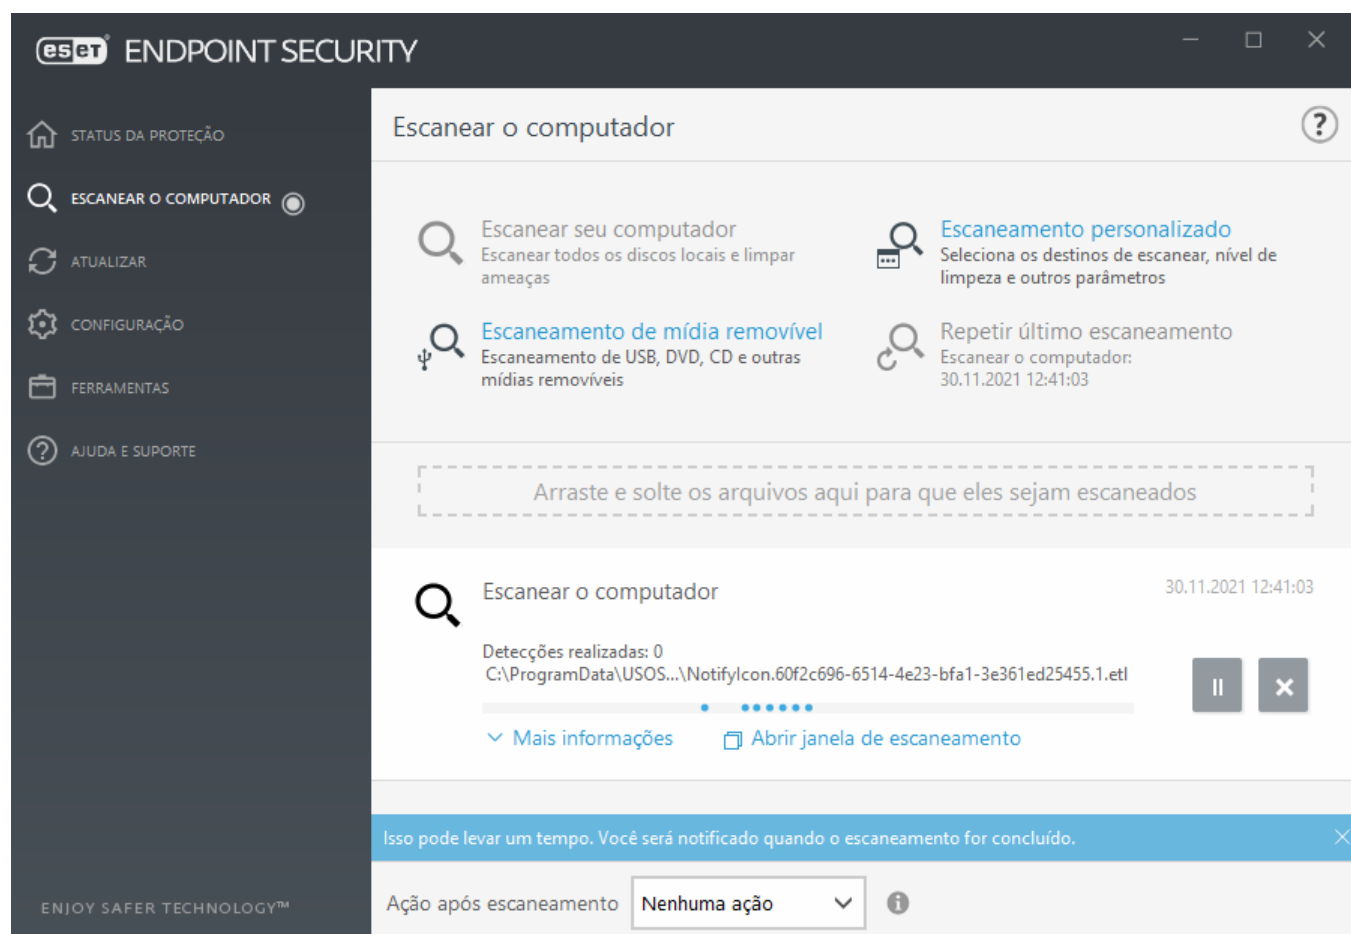 eset ENDPOINT SECURITY
STATUS DA PROTEÇÃO
ESCANEAR O COMPUTADOR
ATUALIZAR
CONFIGURAÇÃO
FERRAMENTAS
AJUDA E SUPORTE
ENJOY SAFER TECHNOLOGY™
Escanear o computador
?
Escanear seu computador
Escanear todos os discos locais e limpar
ameaças
Escaneamento personalizado
Seleciona os destinos de escanear, nível de
limpeza e outros parâmetros
Escaneamento de mídia removível
Escaneamento de USB, DVD, CD e outras
mídias removíveis
Repetir último escaneamento
Escanear o computador:
30.11.2021 12:41:03
Arraste e solte os arquivos aqui para que eles sejam escaneados
Escanear o computador
30.11.2021 12:41:03
Detecções realizadas: 0
C:\ProgramData\USOS...\NotifyIcon.60f2c696-6514-4e23-bfa1-3e361ed25455.1.etl
Mais informações
Abrir janela de escaneamento
Isso pode levar um tempo. Você será notificado quando o escaneamento for concluído.
Ação após escaneamento
Nenhuma ação